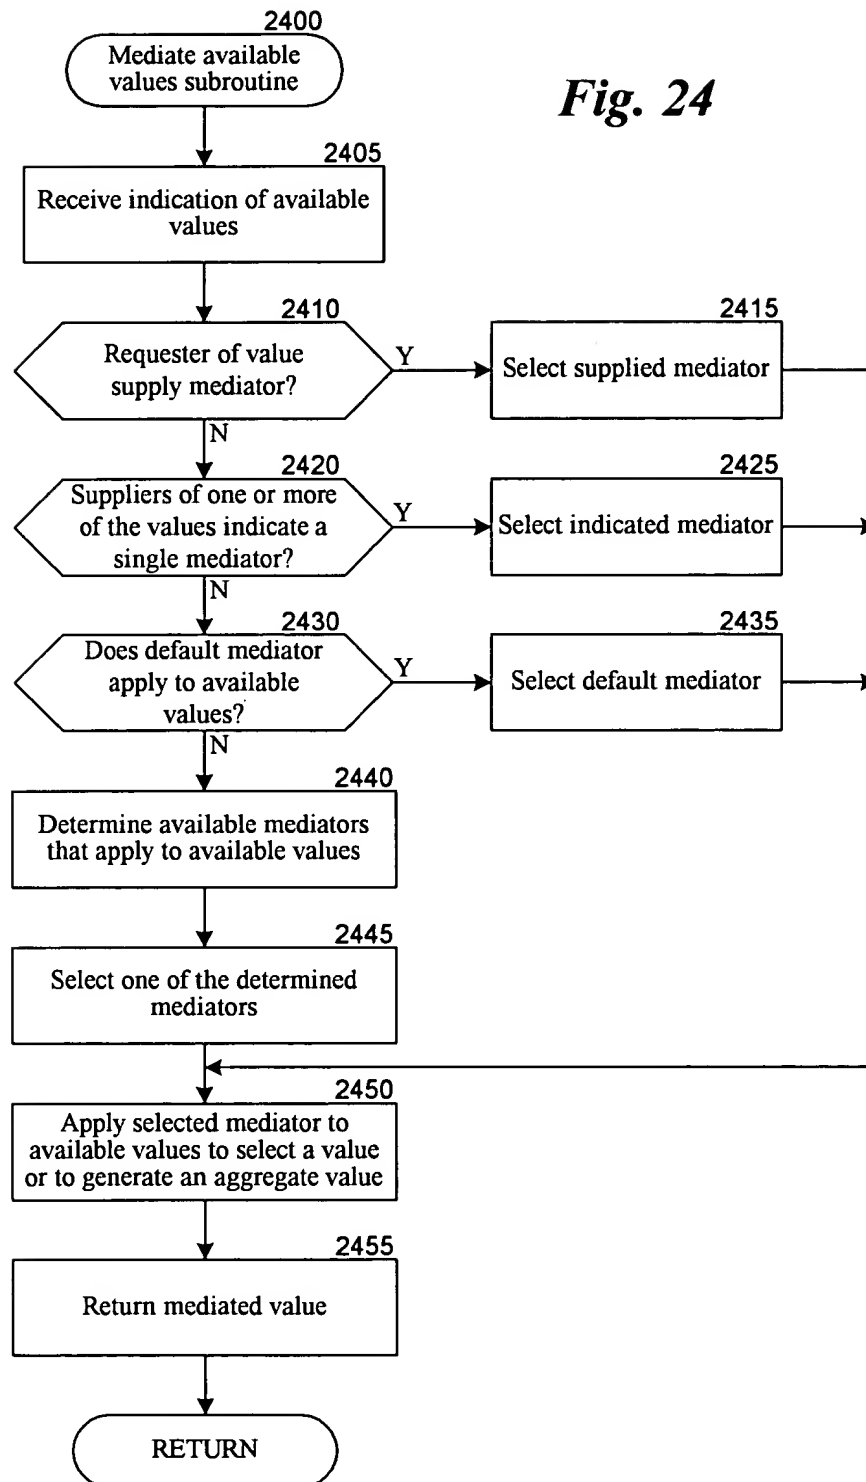 2400
Mediate available
values subroutine
Fig. 24
2405
Receive indication of available
values
2410
Requester of value
supply mediator?
Y
2415
Select supplied mediator
N
2420
Suppliers of one or more
of the values indicate a
single mediator?
Y
2425
Select indicated mediator
N
2430
Does default mediator
apply to available
values?
Y
2435
Select default mediator
N
2440
Determine available mediators
that apply to available values
2445
Select one of the determined
mediators
2450
Apply selected mediator to
available values to select a value
or to generate an aggregate value
2455
Return mediated value
RETURN